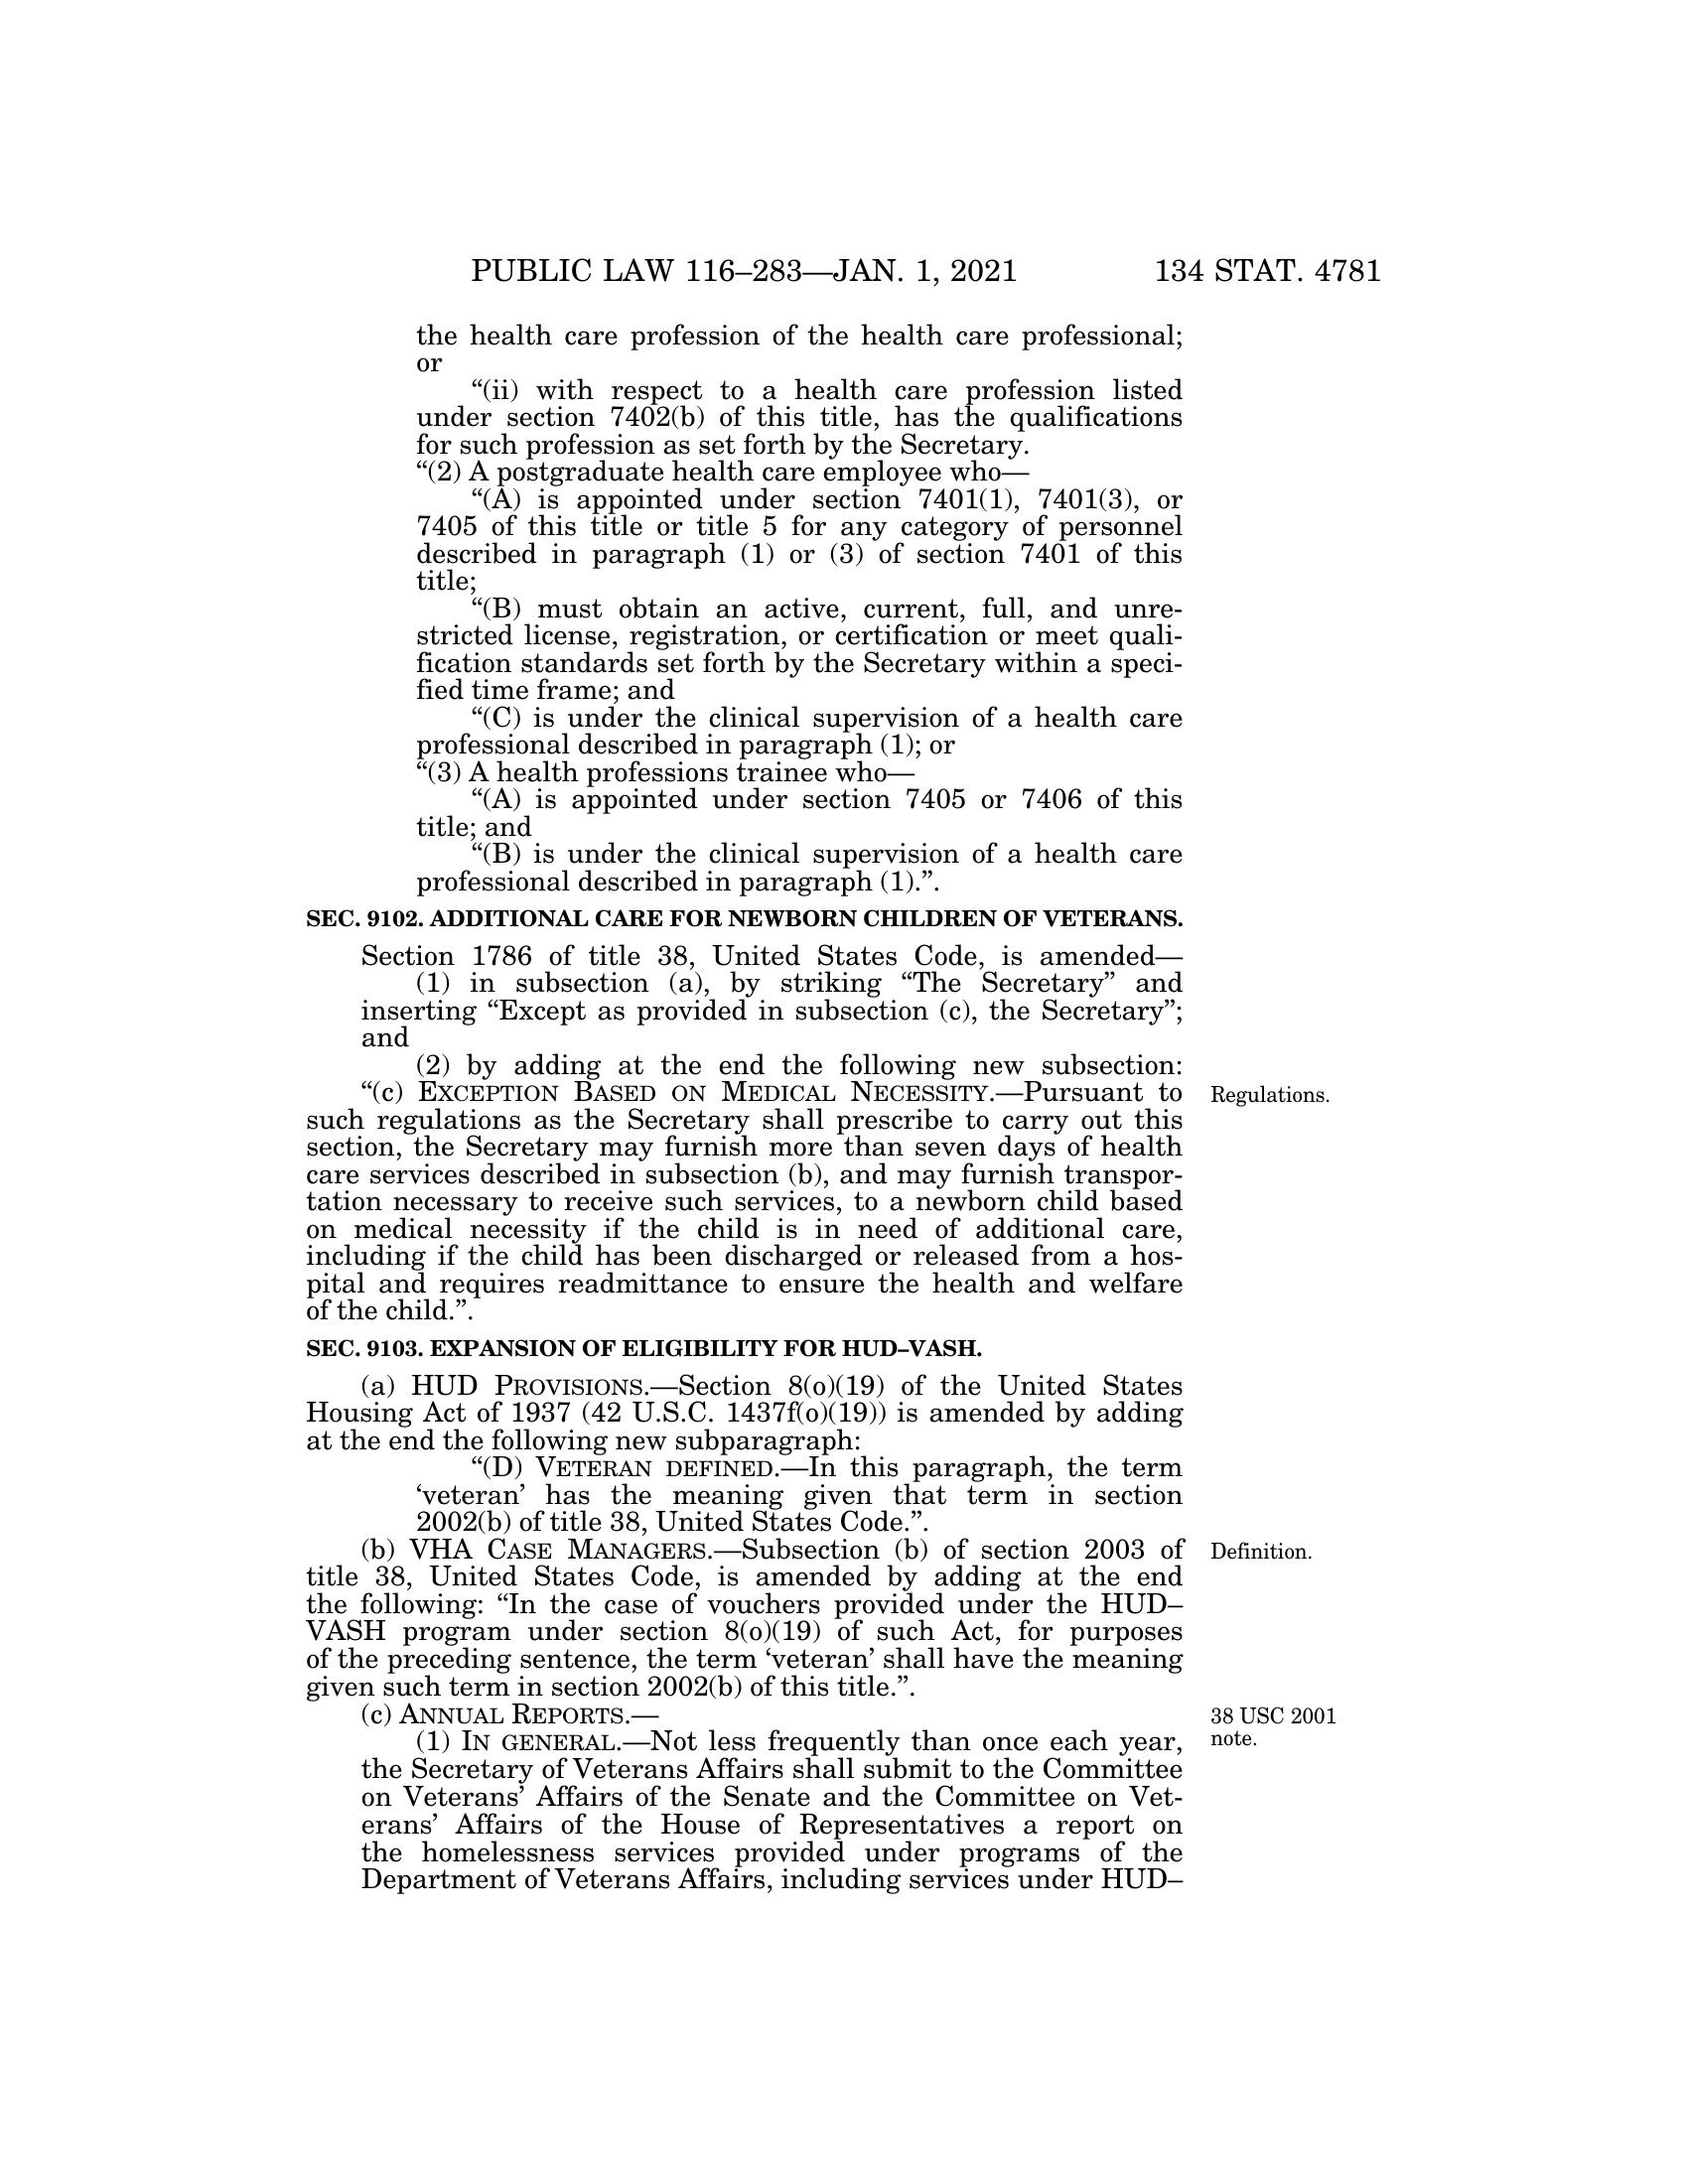 PUBLIC LAW 116–283—JAN. 1, 2021 134 STAT. 4781
the health care profession of the health care professional;
or
“(ii) with respect to a health care profession listed
under section 7402(b) of this title, has the qualifications
for such profession as set forth by the Secretary.
“(2) A postgraduate health care employee who—
“(A) is appointed under section 7401(1), 7401(3), or
7405 of this title or title 5 for any category of personnel
described in paragraph (1) or (3) of section 7401 of this
title;
“(B) must obtain an active, current, full, and unre-
stricted license, registration, or certification or meet quali-
fication standards set forth by the Secretary within a speci-
fied time frame; and
“(C) is under the clinical supervision of a health care
professional described in paragraph (1); or
“(3) A health professions trainee who—
“(A) is appointed under section 7405 or 7406 of this
title; and
“(B) is under the clinical supervision of a health care
professional described in paragraph (1).”.
SEC. 9102. ADDITIONAL CARE FOR NEWBORN CHILDREN OF VETERANS.
Section 1786 of title 38, United States Code, is amended—
(1) in subsection (a), by striking “The Secretary” and
inserting “Except as provided in subsection (c), the Secretary”;
and
(2) by adding at the end the following new subsection:
“(c) EXCEPTION BASED ON MEDICAL NECESSITY.—Pursuant to
such regulations as the Secretary shall prescribe to carry out this
section, the Secretary may furnish more than seven days of health
care services described in subsection (b), and may furnish transpor-
tation necessary to receive such services, to a newborn child based
on medical necessity if the child is in need of additional care,
including if the child has been discharged or released from a hos-
pital and requires readmittance to ensure the health and welfare
of the child.”.
Regulations.
SEC. 9103. EXPANSION OF ELIGIBILITY FOR HUD–VASH.
(a) HUD PROVISIONS.—Section 8(o)(19) of the United States
Housing Act of 1937 (42 U.S.C. 1437f(o)(19)) is amended by adding
at the end the following new subparagraph:
“(D) VETERAN DEFINED.—In this paragraph, the term
‘veteran’ has the meaning given that term in section
2002(b) of title 38, United States Code.”.
(b) VHA CASE MANAGERS.—Subsection (b) of section 2003 of
title 38, United States Code, is amended by adding at the end
the following: “In the case of vouchers provided under the HUD–
VASH program under section 8(o)(19) of such Act, for purposes
of the preceding sentence, the term ‘veteran’ shall have the meaning
given such term in section 2002(b) of this title.”.
Definition.
(c) ANNUAL REPORTS.—
(1) IN GENERAL.—Not less frequently than once each year,
the Secretary of Veterans Affairs shall submit to the Committee
on Veterans’ Affairs of the Senate and the Committee on Vet-
erans’ Affairs of the House of Representatives a report on
the homelessness services provided under programs of the
Department of Veterans Affairs, including services under HUD–
38 USC 2001
note.